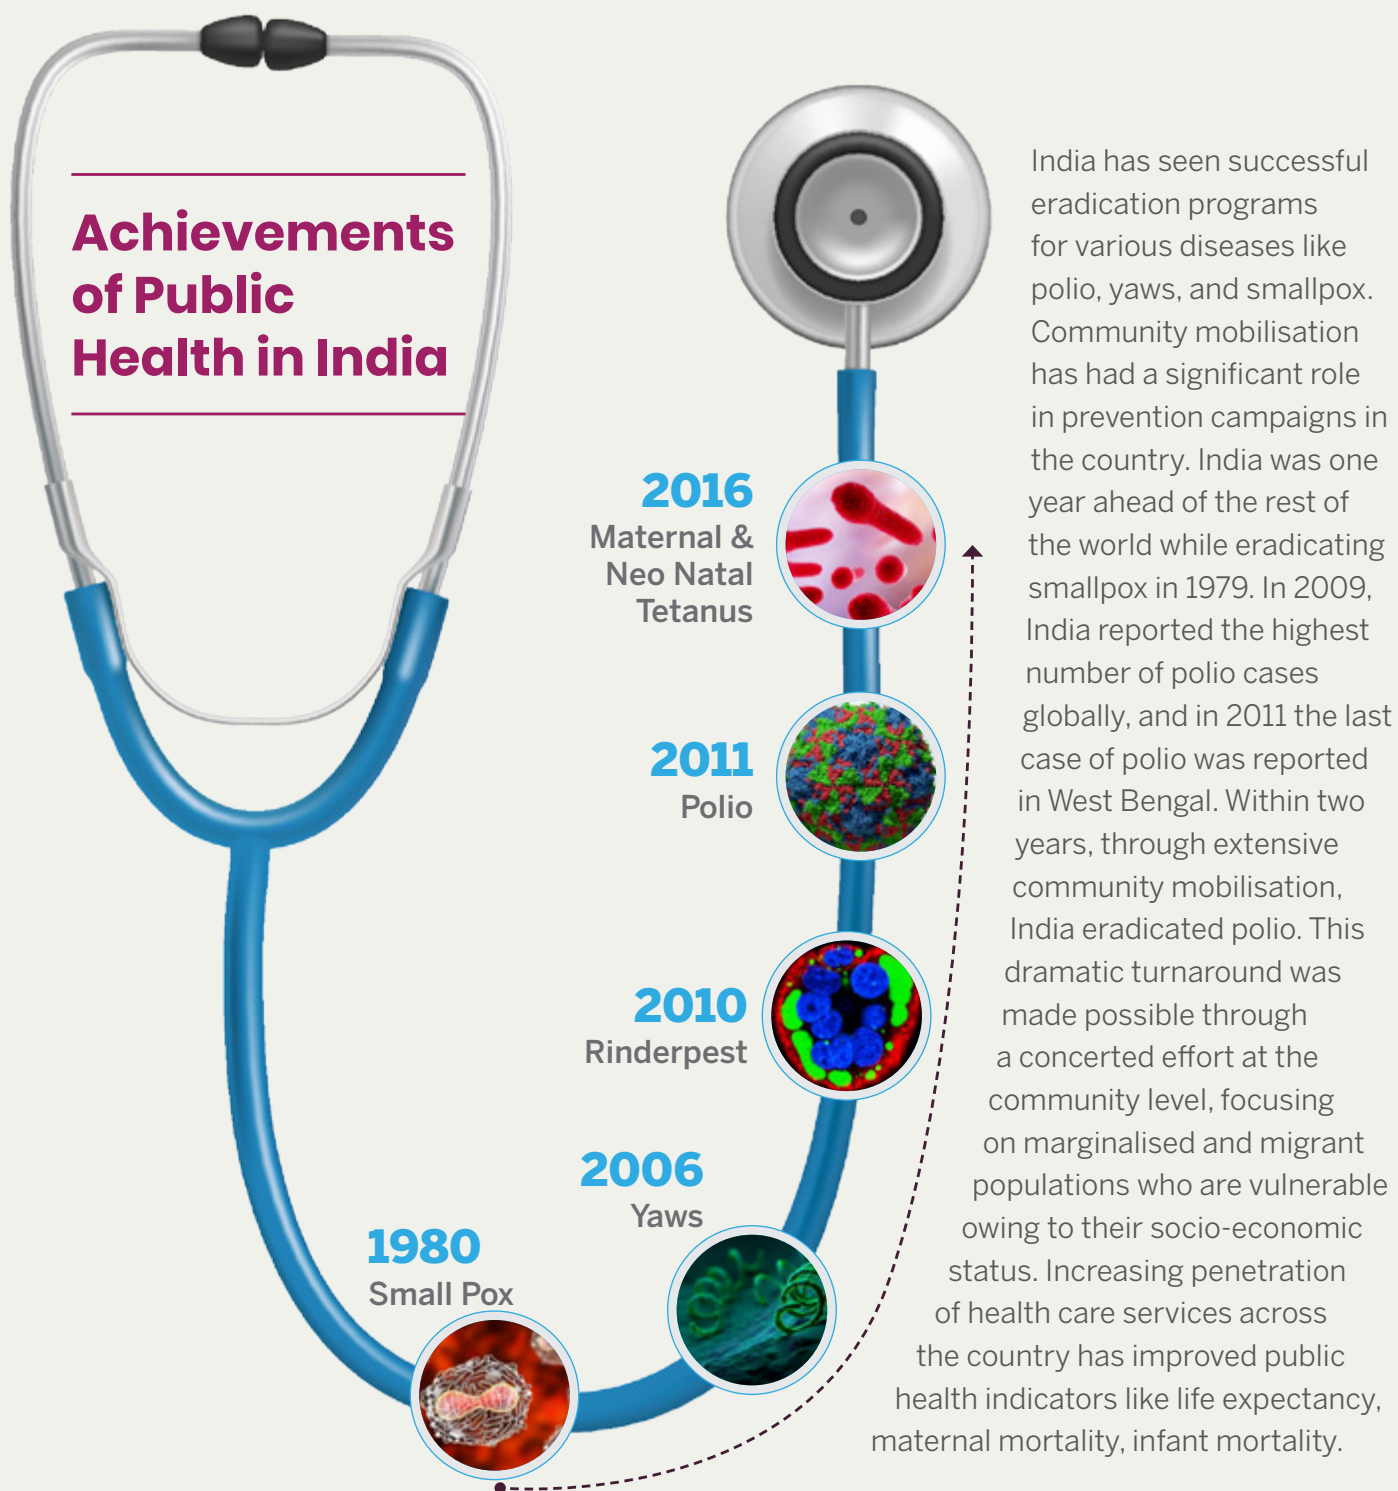 Achievements
of Public
Health in India
2016
Maternal &
Neo Natal
Tetanus
2011
Polio
2010
Rinderpest
2006
Yaws
1980
Small Pox
India has seen successful
eradication programs
for various diseases like
polio, yaws, and smallpox.
Community mobilisation
has had a significant role
in prevention campaigns in
the country. India was one
year ahead of the rest of
the world while eradicating
smallpox in 1979. In 2009,
India reported the highest
number of polio cases
globally, and in 2011 the last
case of polio was reported
in West Bengal. Within two
years, through extensive
community mobilisation,
India eradicated polio. This
dramatic turnaround was
made possible through
a concerted effort at the
community level, focusing
on marginalised and migrant
populations who are vulnerable
owing to their socio-economic
status. Increasing penetration
of health care services across
the country has improved public
health indicators like life expectancy,
maternal mortality, infant mortality.